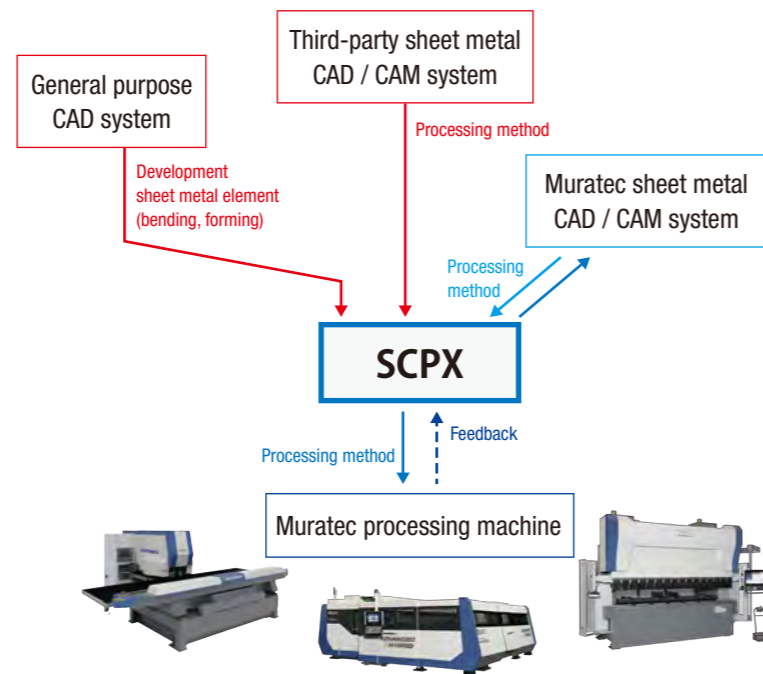 Third-party sheet metal
CAD / CAM system
General purpose
CAD system
Processing method
Development
sheet metal element
(bending, forming)
Muratec sheet metal
CAD / CAM system
Processing
method
SCPX
Feedback
Processing method
Muratec processing machine